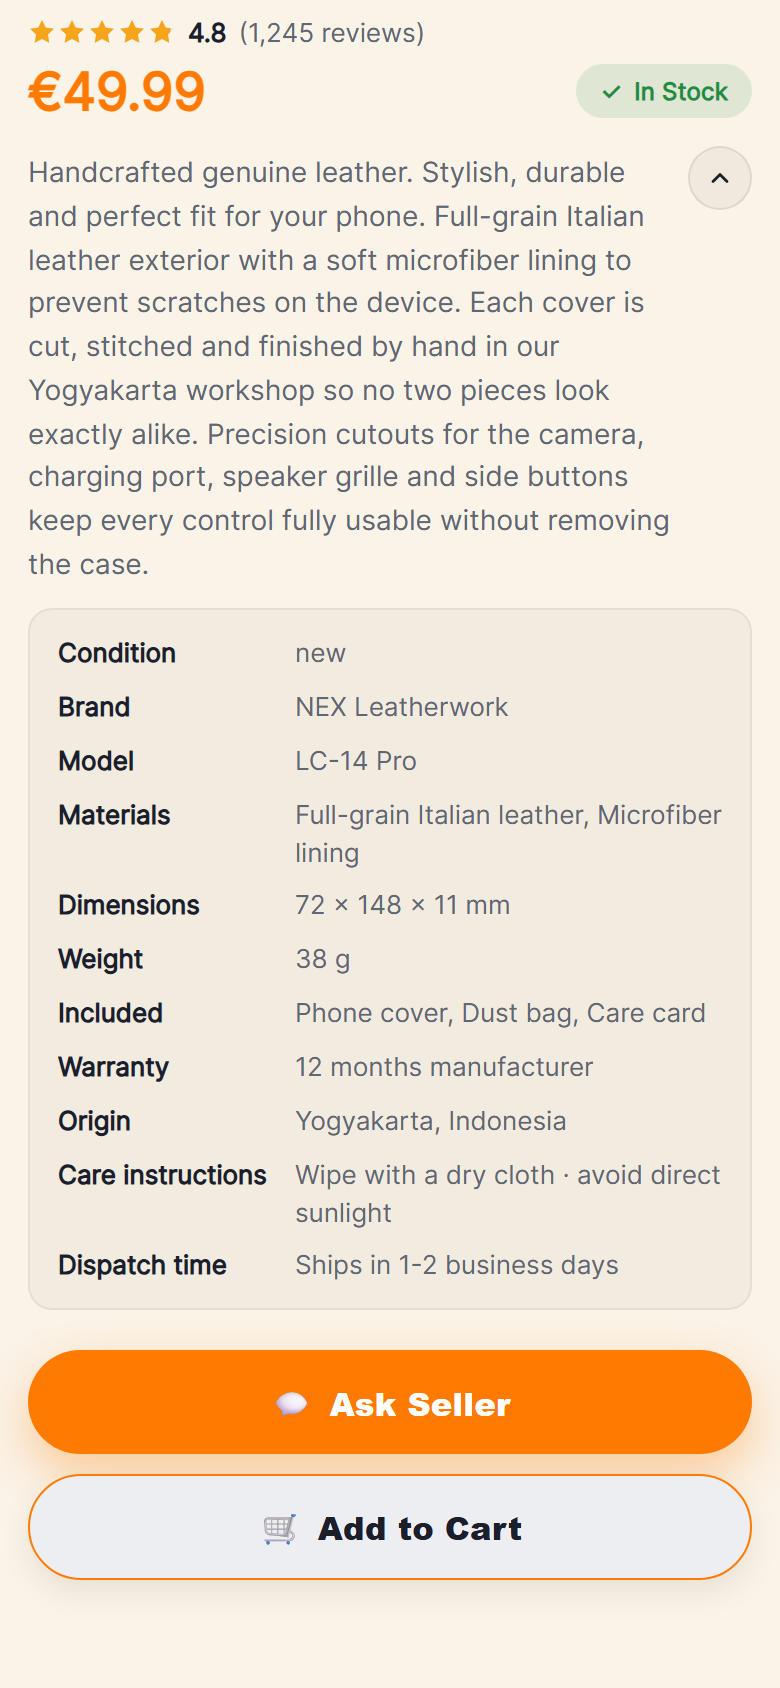 4.8 (1,245 reviews)
€49.99
In Stock
Handcrafted genuine leather. Stylish, durable
and perfect fit for your phone. Full-grain Italian
leather exterior with a soft microfiber lining to
prevent scratches on the device. Each cover is
cut, stitched and finished by hand in our
Yogyakarta workshop so no two pieces look
exactly alike. Precision cutouts for the camera,
charging port, speaker grille and side buttons
keep every control fully usable without removing
the case.
Condition new
Brand NEX Leatherwork
Model LC-14 Pro
Materials Full-grain Italian leather, Microfiber
lining
Dimensions 72 × 148 × 11 mm
Weight 38 g
Included Phone cover, Dust bag, Care card
Warranty 12 months manufacturer
Origin Yogyakarta, Indonesia
Care instructions Wipe with a dry cloth · avoid direct
sunlight
Dispatch time Ships in 1-2 business days
Ask Seller
Add to Cart